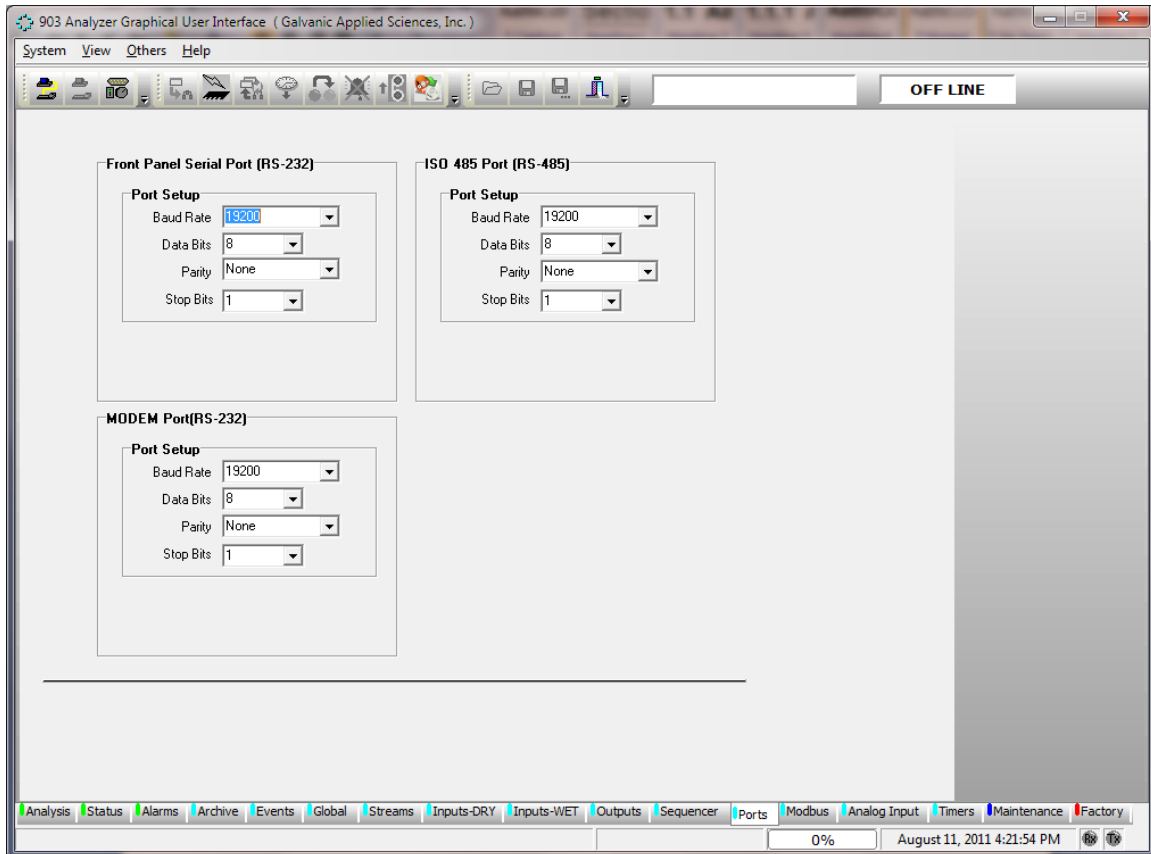 903 Analyzer Graphical User Interface ( Galvanic Applied Sciences, Inc. )
System View Others Help
OFF LINE
Front Panel Serial Port (RS-232)
Port Setup
Baud Rate 19200
Data Bits 8
Parity None
Stop Bits 1
ISO 485 Port (RS-485)
Port Setup
Baud Rate 19200
Data Bits 8
Parity None
Stop Bits 1
MODEM Port(RS-232)
Port Setup
Baud Rate 19200
Data Bits 8
Parity None
Stop Bits 1
Analysis Status Alarms Archive Events Global Streams Inputs-DRY Inputs-WET Outputs Sequencer Ports Modbus Analog Input Timers Maintenance Factory
0% August 11, 2011 4:21:54 PM Rx Tx